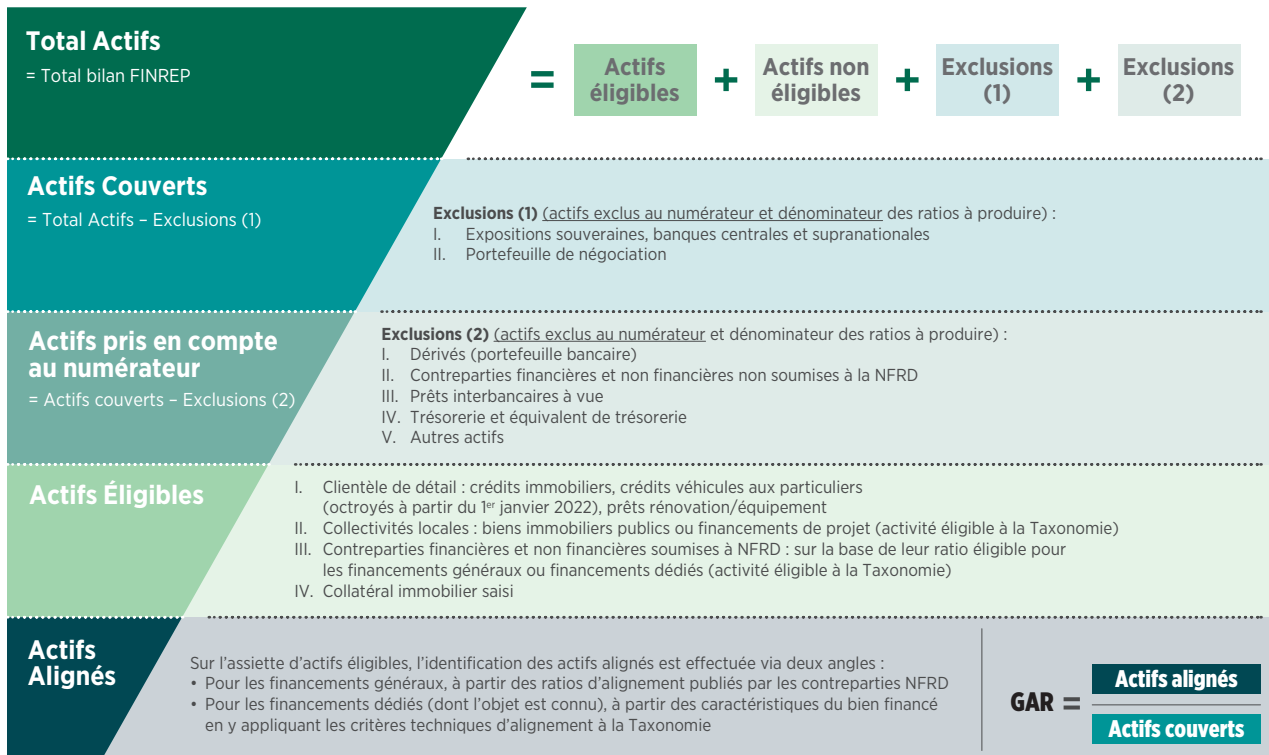 Total Actifs
= Total bilan FINREP
= Actifs éligibles + Actifs non éligibles + Exclusions (1) + Exclusions (2)
Actifs Couverts
= Total Actifs – Exclusions (1)
Exclusions (1) (actifs exclus au numérateur et dénominateur des ratios à produire) :
I. Expositions souveraines, banques centrales et supranationales
II. Portefeuille de négociation
Actifs pris en compte
au numérateur
= Actifs couverts – Exclusions (2)
Exclusions (2) (actifs exclus au numérateur et dénominateur des ratios à produire) :
I. Dérivés (portefeuille bancaire)
II. Contreparties financières et non financières non soumises à la NFRD
III. Prêts interbancaires à vue
IV. Trésorerie et équivalent de trésorerie
V. Autres actifs
Actifs Éligibles
I. Clientèle de détail : crédits immobiliers, crédits véhicules aux particuliers
(octroyés à partir du 1er janvier 2022), prêts rénovation/équipement
II. Collectivités locales : biens immobiliers publics ou financements de projet (activité éligible à la Taxonomie)
III. Contreparties financières et non financières soumises à NFRD : sur la base de leur ratio éligible pour
les financements généraux ou financements dédiés (activité éligible à la Taxonomie)
IV. Collatéral immobilier saisi
Actifs
Alignés
Sur l’assiette d’actifs éligibles, l’identification des actifs alignés est effectuée via deux angles :
• Pour les financements généraux, à partir des ratios d’alignement publiés par les contreparties NFRD
• Pour les financements dédiés (dont l’objet est connu), à partir des caractéristiques du bien financé
en y appliquant les critères techniques d’alignement à la Taxonomie
GAR =
Actifs alignés
Actifs couverts